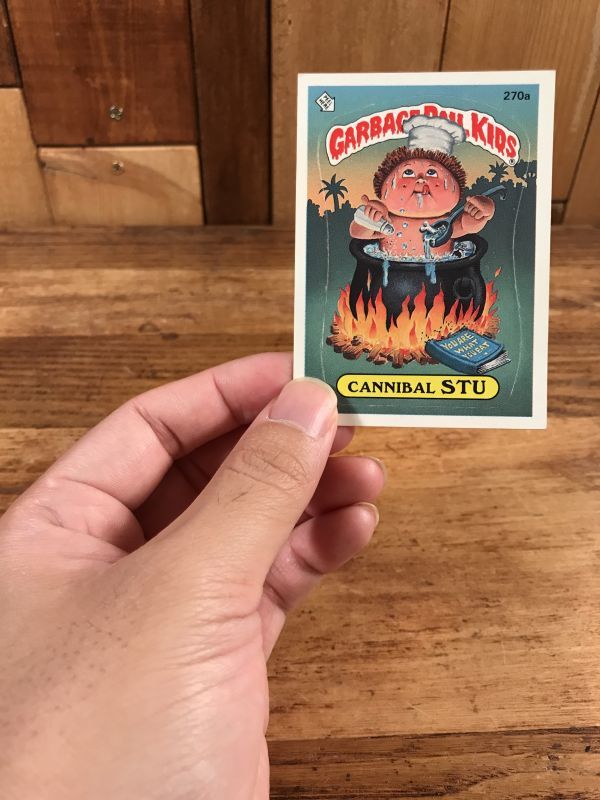 270a
GARBAGE PAIL KIDS
YOU ARE
WHAT
YOU EAT
CANNIBAL STU